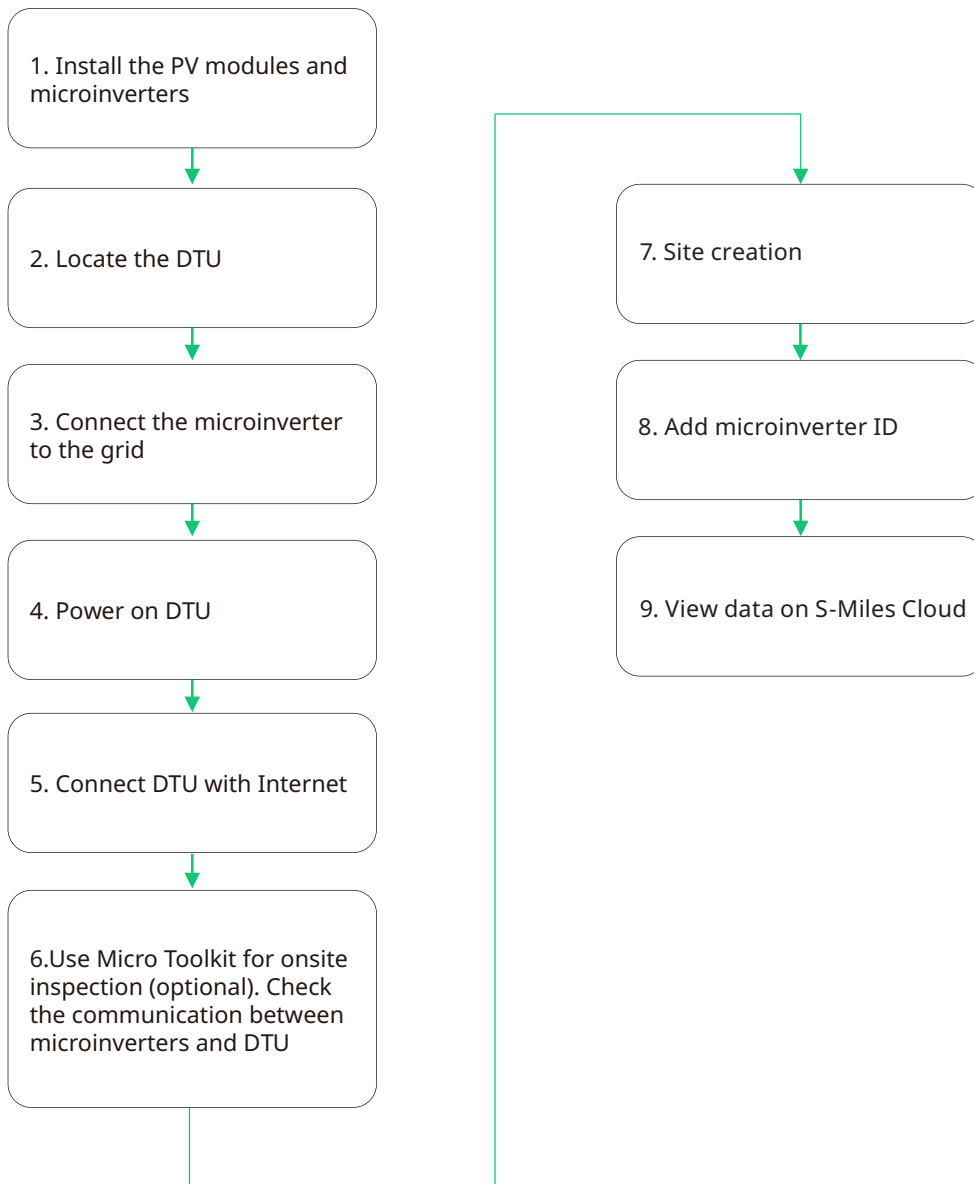 1. Install the PV modules and
microinverters
2. Locate the DTU
3. Connect the microinverter
to the grid
4. Power on DTU
5. Connect DTU with Internet
6.Use Micro Toolkit for onsite
inspection (optional). Check
the communication between
microinverters and DTU
7. Site creation
8. Add microinverter ID
9. View data on S-Miles Cloud